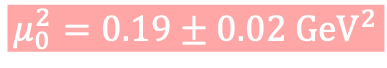 μ₀² = 0.19 ± 0.02 GeV²